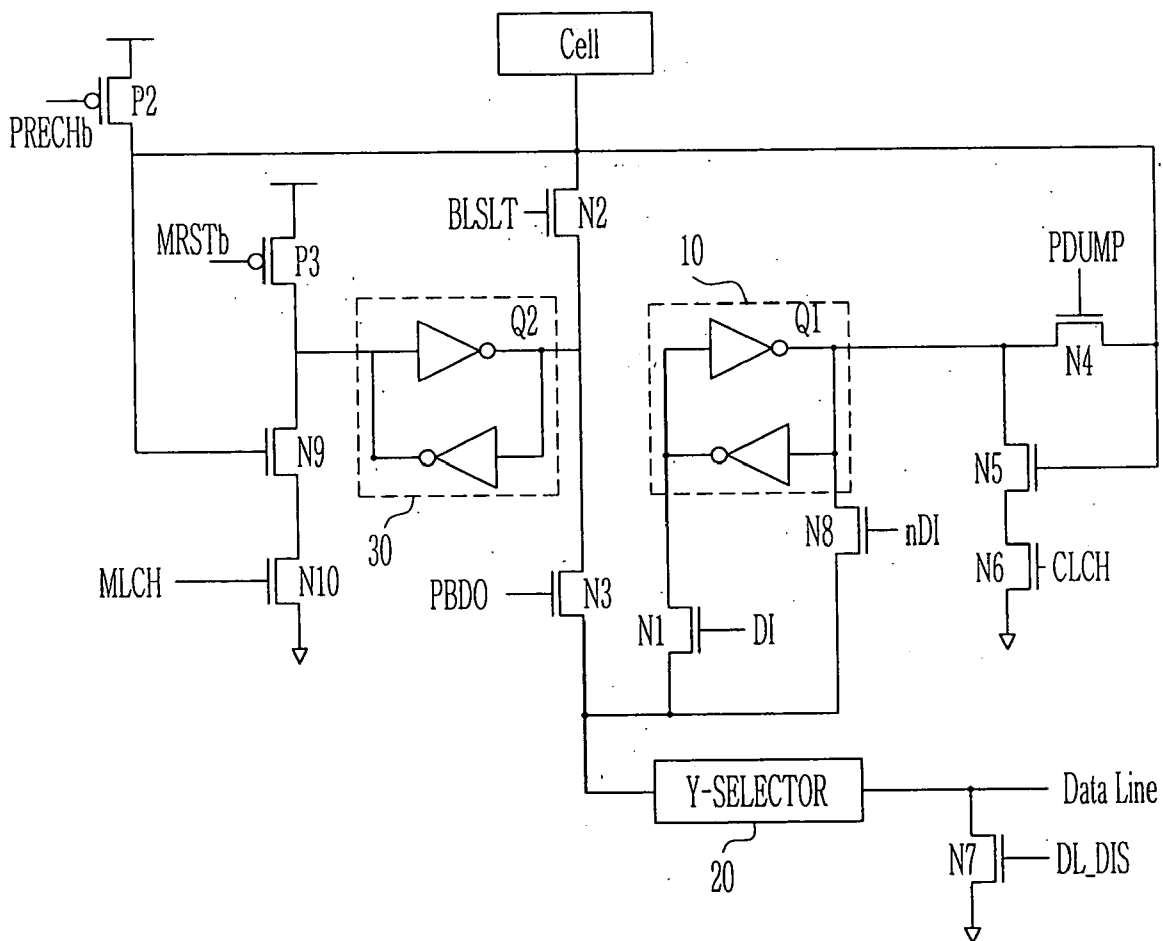 Cell
P2
PRECHb
BLSLT
N2
MRSTb
P3
10
PDUMP
Q2
Q1
N4
N9
N5
30
N8
nDI
MLCH
N10
PBDO
N3
N1
DI
N6
CLCH
Y-SELECTOR
Data Line
20
N7
DL_DIS